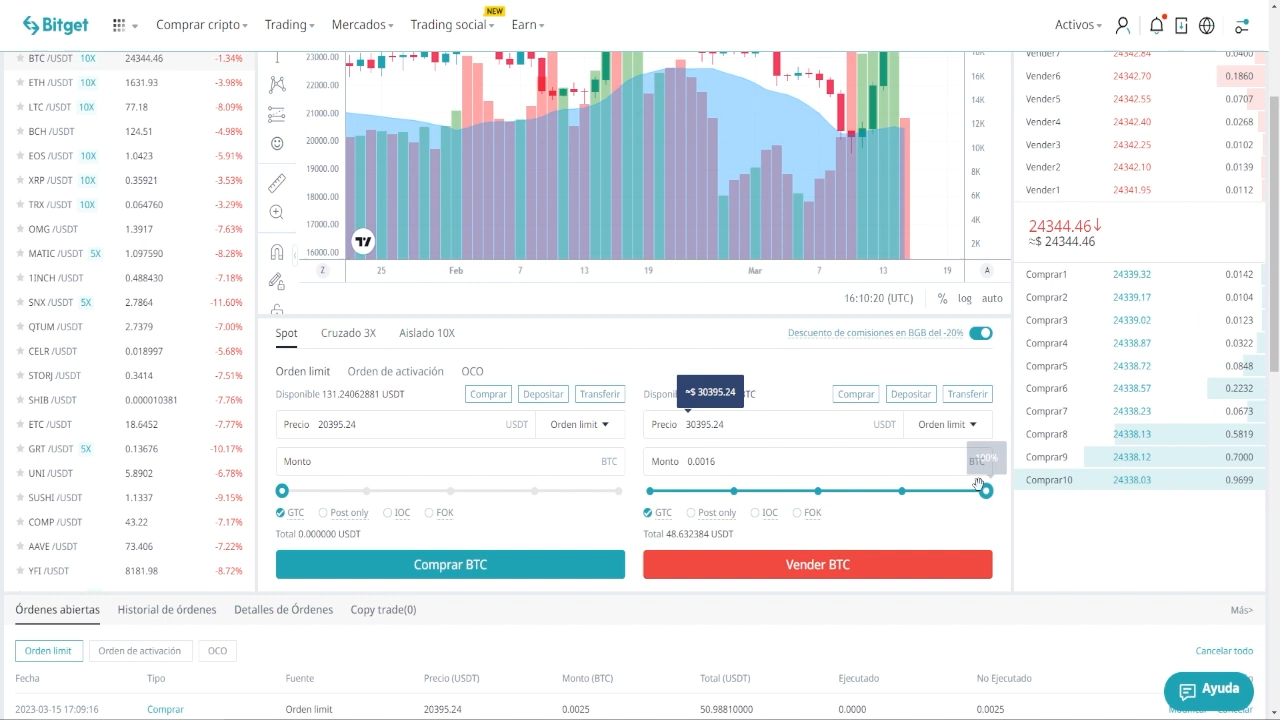 Bitget
Comprar cripto
Trading
Mercados
Trading social
NEW
Earn
Activos
BTC /USDT 10X 24344.46 -1.34%
ETH /USDT 10X 1631.93 -3.98%
LTC /USDT 10X 77.18 -8.09%
BCH /USDT 124.51 -4.98%
EOS /USDT 10X 1.0423 -5.91%
XRP /USDT 10X 0.35921 -3.53%
TRX /USDT 10X 0.064760 -3.29%
OMG /USDT 1.3917 -7.63%
MATIC /USDT 5X 1.097590 -8.28%
1INCH /USDT 0.488430 -7.18%
SNX /USDT 5X 2.7864 -11.60%
QTUM /USDT 2.7379 -7.00%
CELR /USDT 0.018997 -5.68%
STORJ /USDT 0.3414 -7.51%
SHIB /USDT 0.000010381 -7.76%
ETC /USDT 18.6452 -7.77%
GRT /USDT 5X 0.13676 -10.17%
UNI /USDT 5.8902 -6.78%
SUSHI /USDT 1.1337 -9.15%
COMP /USDT 43.22 -7.17%
AAVE /USDT 73.406 -7.22%
YFI /USDT 8181.98 -8.72%
23000.00
22000.00
21000.00
20000.00
19000.00
18000.00
17000.00
16000.00
16K
14K
12K
10K
8K
6K
4K
2K
Z 25 Feb 7 13 19 Mar 7 13 19 A
16:10:20 (UTC) % log auto
Spot Cruzado 3X Aislado 10X
Descuento de comisiones en BGB del -20%
Orden limit Orden de activación OCO
Disponible 131.24062881 USDT Comprar Depositar Transferir
Precio 20395.24 USDT Orden limit
Monto BTC
GTC Post only IOC FOK
Total 0.000000 USDT
Comprar BTC
≈$ 30395.24
BTC Comprar Depositar Transferir
Precio 30395.24 USDT Orden limit
Monto 0.0016 BTC
100%
GTC Post only IOC FOK
Total 48.632384 USDT
Vender BTC
Vender6 24342.70 0.1860
Vender5 24342.55 0.0707
Vender4 24342.40 0.0268
Vender3 24342.25 0.0102
Vender2 24342.10 0.0139
Vender1 24341.95 0.0112
24344.46↓
≈$ 24344.46
Comprar1 24339.32 0.0142
Comprar2 24339.17 0.0104
Comprar3 24339.02 0.0123
Comprar4 24338.87 0.0322
Comprar5 24338.72 0.0848
Comprar6 24338.57 0.2232
Comprar7 24338.23 0.0673
Comprar8 24338.13 0.5819
Comprar9 24338.12 0.7000
Comprar10 24338.03 0.9699
Órdenes abiertas Historial de órdenes Detalles de Órdenes Copy trade(0) Más>
Orden limit Orden de activación OCO Cancelar todo
Fecha Tipo Fuente Precio (USDT) Monto (BTC) Total (USDT) Ejecutado No Ejecutado
2023-03-15 17:09:16 Comprar Orden limit 20395.24 0.0025 50.98810000 0.0000 0.0025
Ayuda